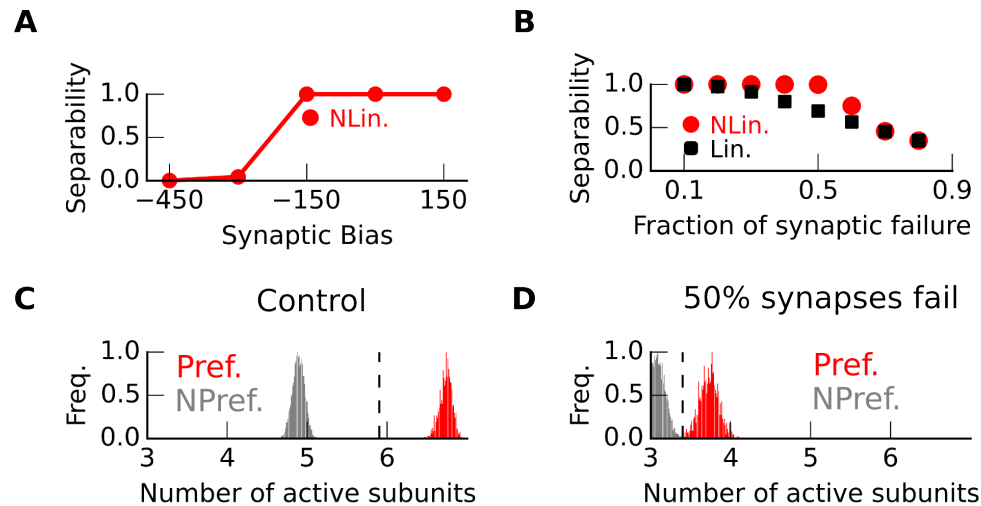 A
Separability
1.0
0.5
0.0
NLin.
−450
−150
150
Synaptic Bias
B
Separability
1.0
0.5
0.0
NLin.
Lin.
0.1
0.5
0.9
Fraction of synaptic failure
C
Control
Freq.
1.0
0.5
0.0
Pref.
NPref.
3
4
5
6
Number of active subunits
D
50% synapses fail
Freq.
1.0
0.5
0.0
Pref.
NPref.
3
4
5
6
Number of active subunits